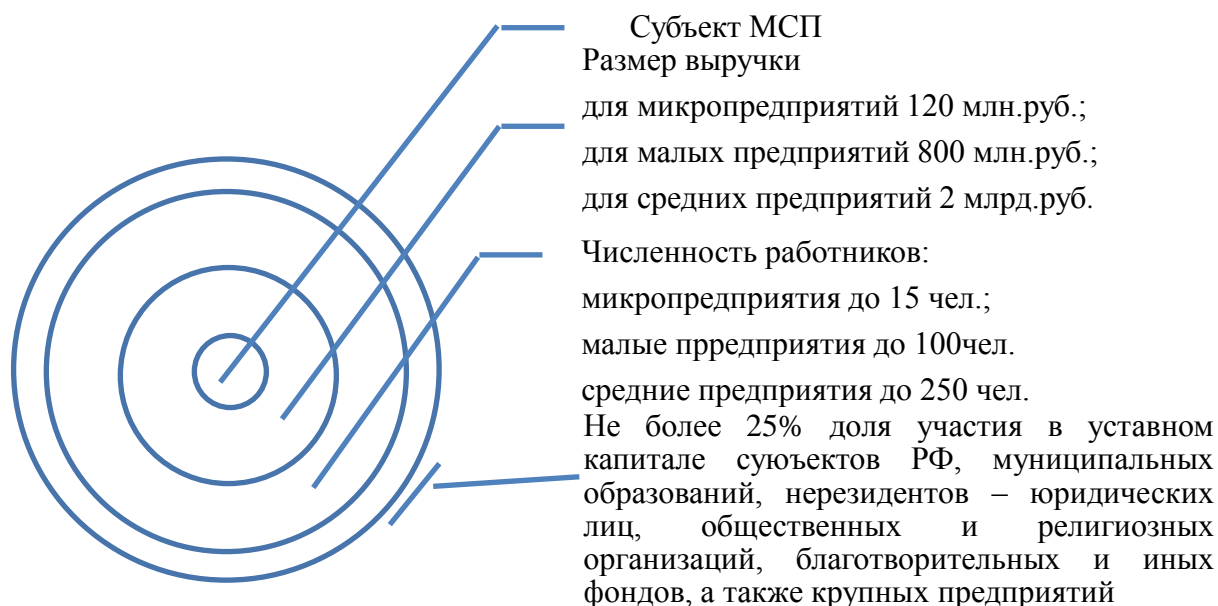 Субъект МСП
Размер выручки
для микропредприятий 120 млн.руб.;
для малых предприятий 800 млн.руб.;
для средних предприятий 2 млрд.руб.
Численность работников:
микропредприятия до 15 чел.;
малые прредприятия до 100чел.
средние предприятия до 250 чел.
Не более 25% доля участия в уставном
капитале суюъектов РФ, муниципальных
образований, нерезидентов – юридических
лиц, общественных и религиозных
организаций, благотворительных и иных
фондов, а также крупных предприятий